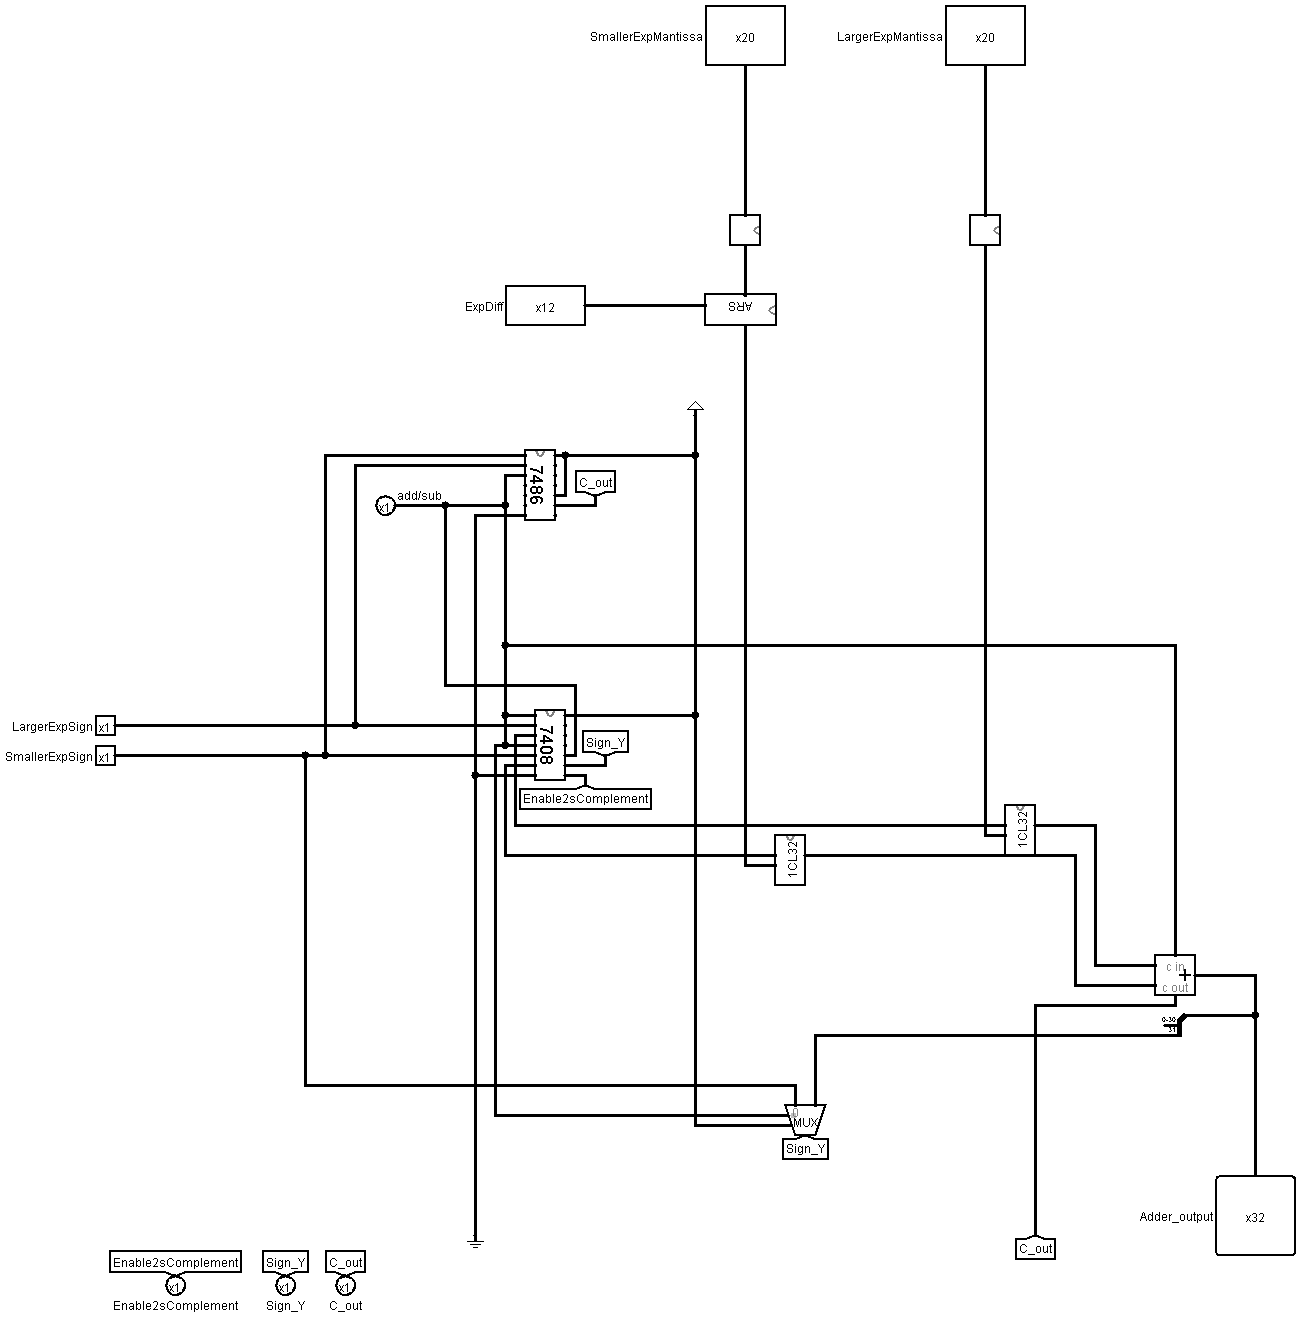 SmallerExpMantissa
x20
LargerExpMantissa
x20
ExpDiff
x12
ARS
7486
C_out
add/sub
x1
LargerExpSign
x1
SmallerExpSign
x1
7408
Sign_Y
Enable2sComplement
1CL32
1CL32
c in
+
c out
0-30
31
0
MUX
Sign_Y
Adder_output
x32
C_out
Enable2sComplement
Sign_Y
C_out
x1
x1
x1
Enable2sComplement
Sign_Y
C_out